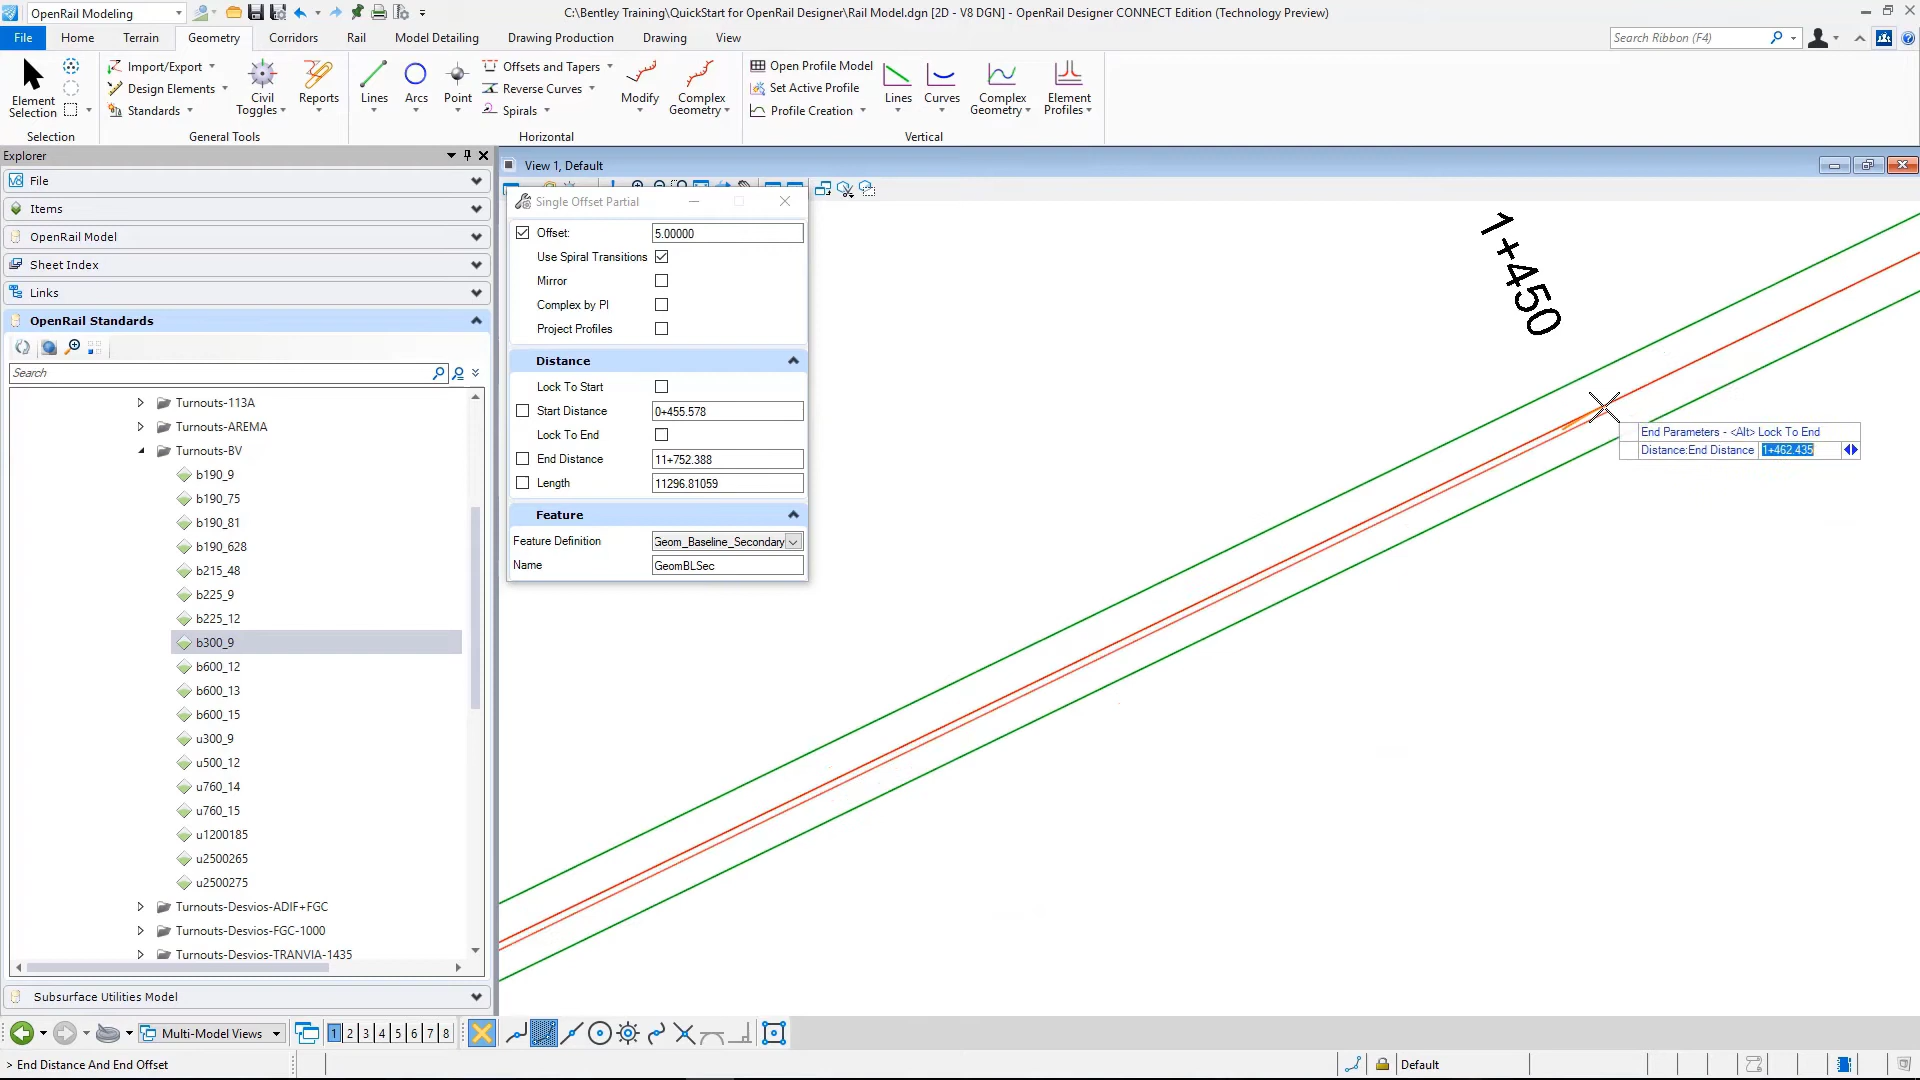 OpenRail Modeling
C:\Bentley Training\QuickStart for OpenRail Designer\Rail Model.dgn [2D - V8 DGN] - OpenRail Designer CONNECT Edition (Technology Preview)
File Home Terrain Geometry Corridors Rail Model Detailing Drawing Production Drawing View
Search Ribbon (F4)
Element Selection
Selection
Import/Export
Design Elements
Standards
Civil Toggles
Reports
General Tools
Lines
Arcs
Point
Offsets and Tapers
Reverse Curves
Spirals
Modify
Complex Geometry
Horizontal
Open Profile Model
Set Active Profile
Profile Creation
Lines
Curves
Complex Geometry
Element Profiles
Vertical
Explorer
File
Items
OpenRail Model
Sheet Index
Links
OpenRail Standards
Search
Turnouts-113A
Turnouts-AREMA
Turnouts-BV
b190_9
b190_75
b190_81
b190_628
b215_48
b225_9
b225_12
b300_9
b600_12
b600_13
b600_15
u300_9
u500_12
u760_14
u760_15
u1200185
u2500265
u2500275
Turnouts-Desvios-ADIF+FGC
Turnouts-Desvios-FGC-1000
Turnouts-Desvios-TRANVIA-1435
Subsurface Utilities Model
View 1, Default
Single Offset Partial
Offset: 5.00000
Use Spiral Transitions
Mirror
Complex by PI
Project Profiles
Distance
Lock To Start
Start Distance 0+455.578
Lock To End
End Distance 11+752.388
Length 11296.81059
Feature
Feature Definition Geom_Baseline_Secondary
Name GeomBLSec
1+450
End Parameters - <Alt> Lock To End
Distance:End Distance 1+462.435
Multi-Model Views
1 2 3 4 5 6 7 8
> End Distance And End Offset
Default